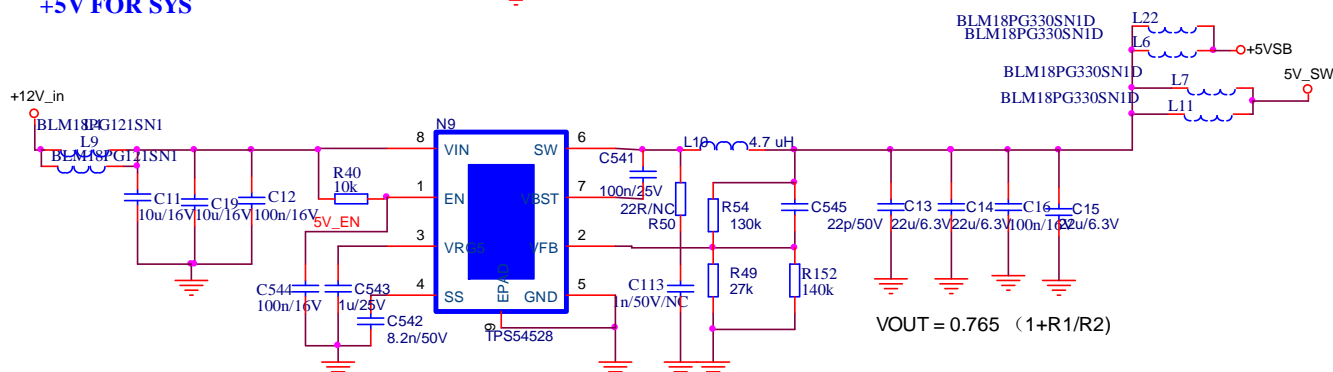 +5V FOR SYS
BLM18PG330SN1D
L22
BLM18PG330SN1D
L6
+5VSB
BLM18PG330SN1D
L7
5V_SW
BLM18PG330SN1D
L11
+12V_in
BLM18PG121SN1
L9
BLM18PG121SN1
N9
8
VIN
SW
6
L10
4.7 uH
C541
100n/25V
R40
10k
1
EN
VBST
7
5V_EN
C11
10u/16V
C19
10u/16V
C12
100n/16V
22R/NC
R50
R54
130k
C545
22p/50V
C13
22u/6.3V
C14
22u/6.3V
C16
100n/16V
C15
22u/6.3V
3
VRG5
VFB
2
C544
100n/16V
C543
1u/25V
4
SS
EPAD
GND
5
C542
8.2n/50V
9
TPS54528
C113
1n/50V/NC
R49
27k
R152
140k
VOUT = 0.765 （1+R1/R2)